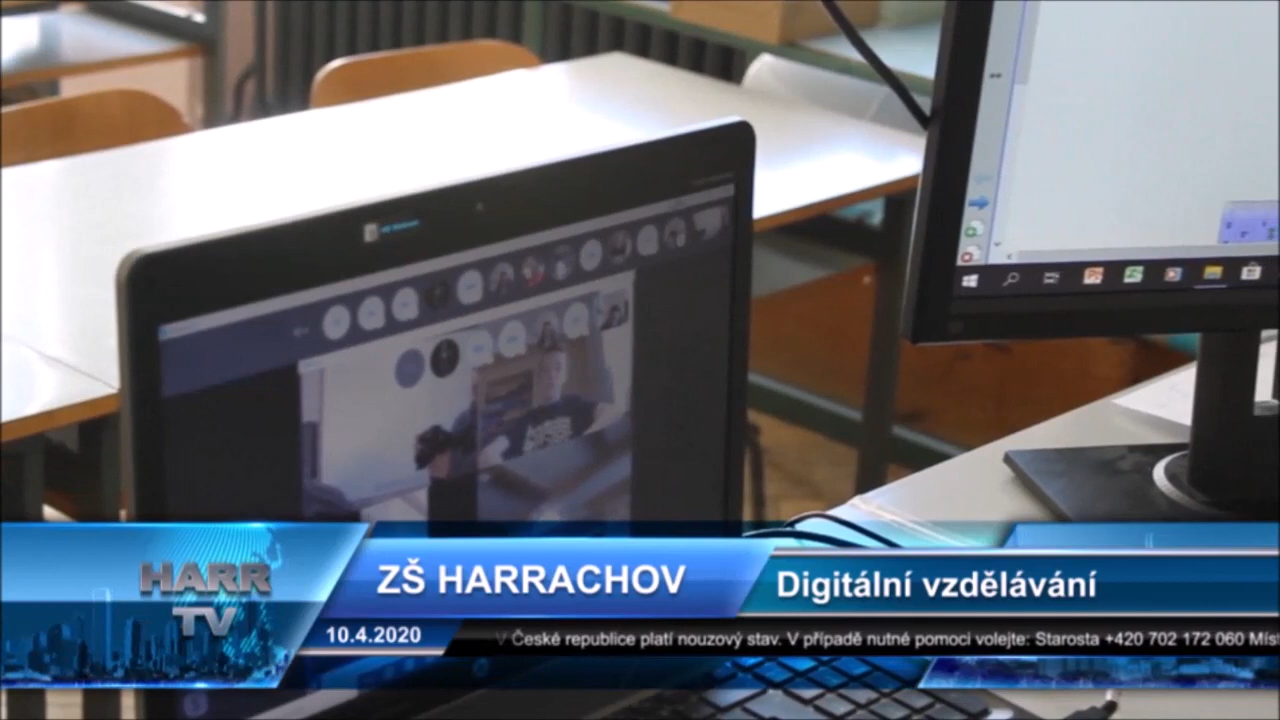 HARR
TV
ZŠ HARRACHOV
Digitální vzdělávání
10.4.2020
V České republice platí nouzový stav. V případě nutné pomoci volejte: Starosta +420 702 172 060 Mís